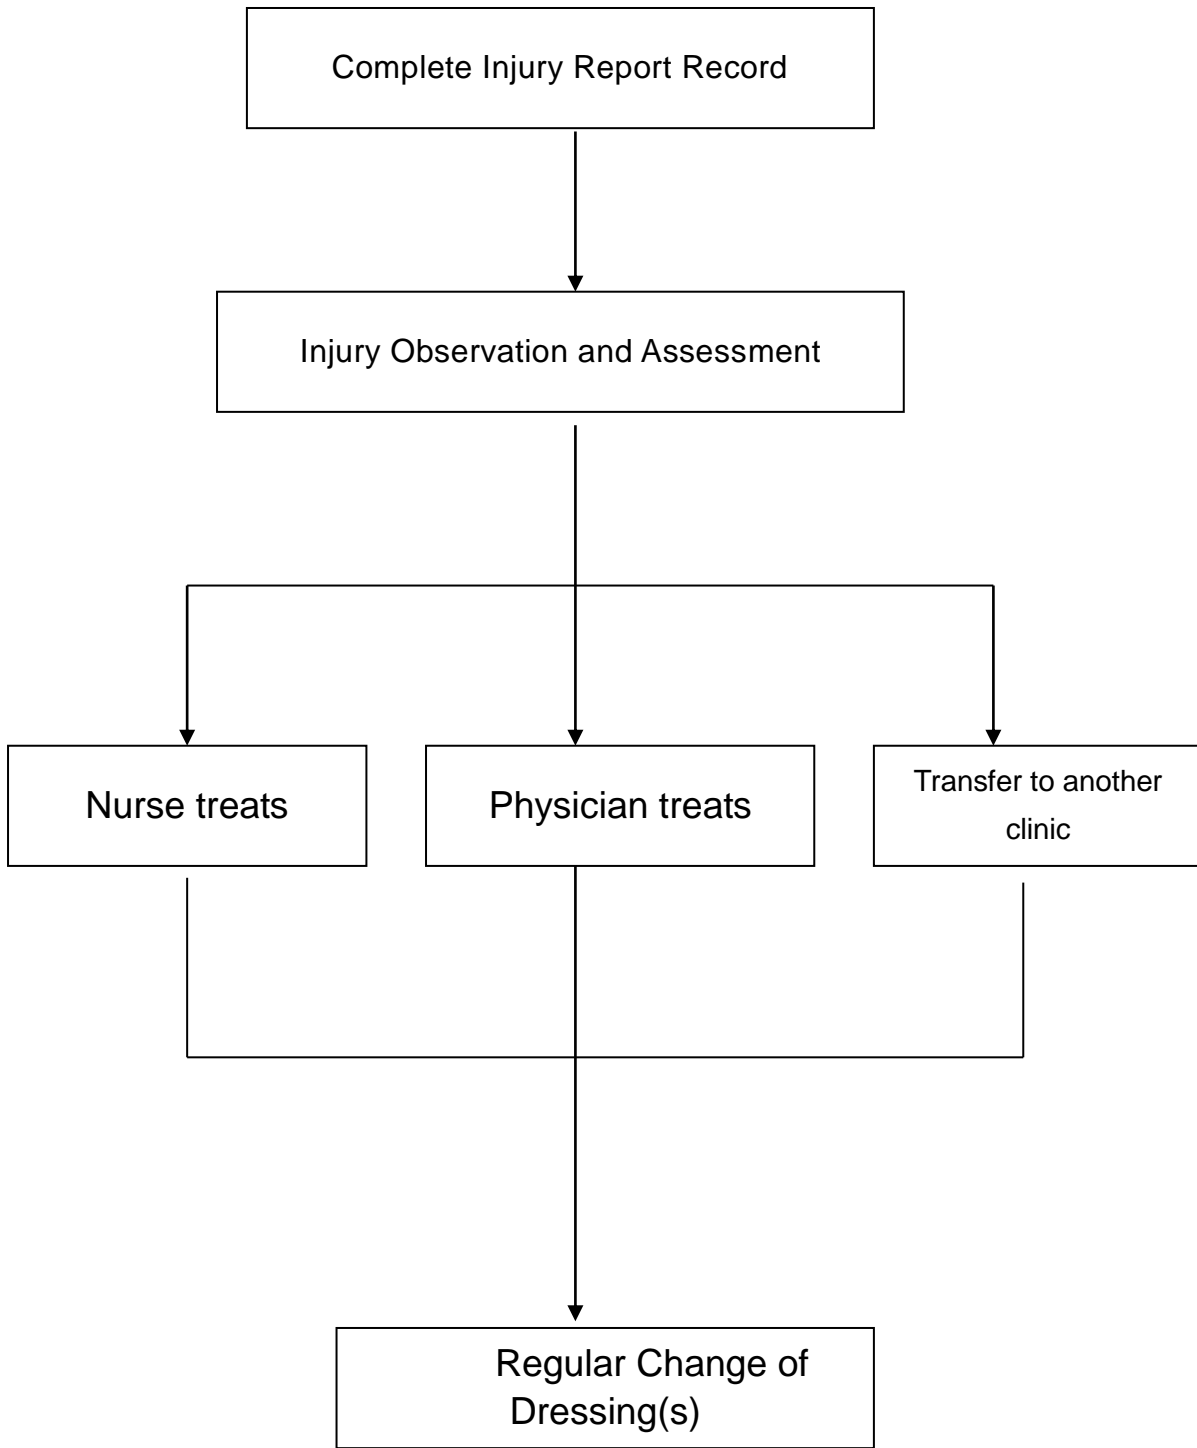 Complete Injury Report Record
Injury Observation and Assessment
Nurse treats
Physician treats
Transfer to another
clinic
Regular Change of
Dressing(s)